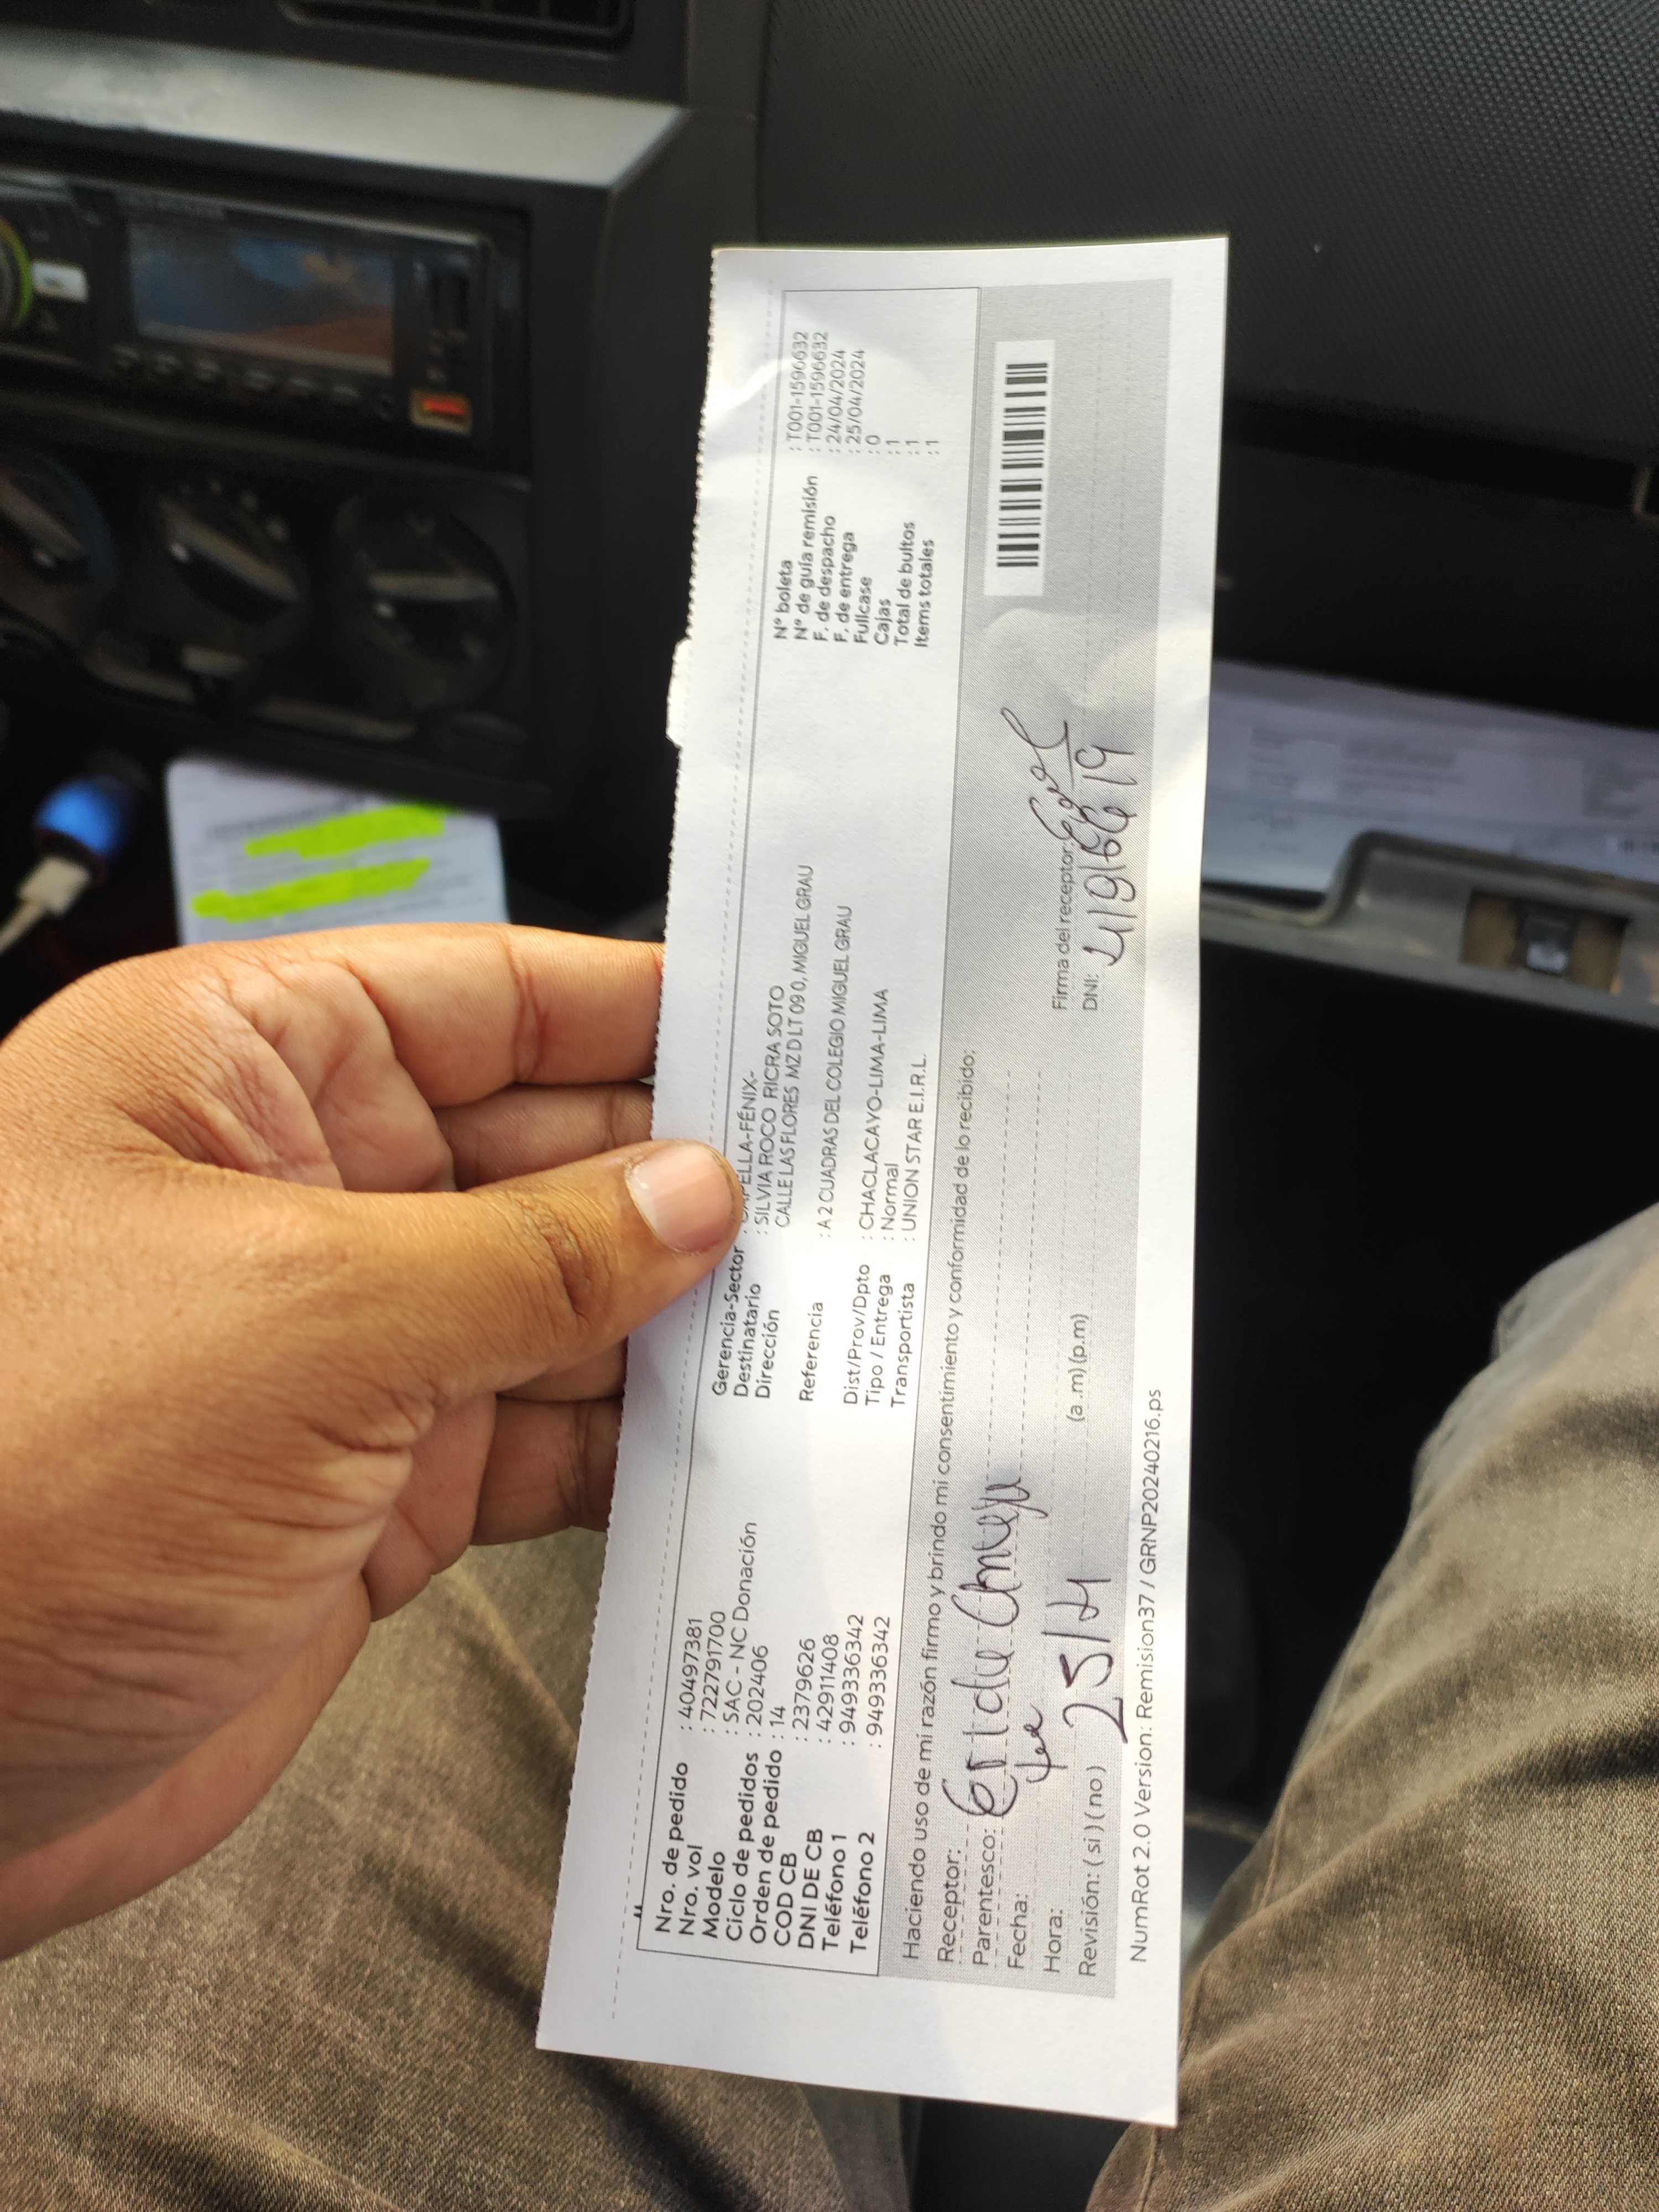 Nro. de pedido : 40497381
Nro. vol : 722791700
Modelo : SAC - NC Donación
Ciclo de pedidos : 202406
Orden de pedido : 14
COD CB : 2379626
DNI DE CB : 42911408
Teléfono 1 : 949336342
Teléfono 2 : 949336342
Gerencia-Sector : -FÉNIX-
Destinatario : SILVIA ROCO RICRA SOTO
Dirección CALLE LAS FLORES MZ D LT 09 0, MIGUEL GRAU
Referencia : A 2 CUADRAS DEL COLEGIO MIGUEL GRAU
Dist/Prov/Dpto : CHACLACAYO-LIMA-LIMA
Tipo / Entrega : Normal
Transportista : UNION STAR E.I.R.L.
N° boleta : T001-1596632
N° de guía remisión : T001-1596632
F. de despacho : 24/04/2024
F. de entrega : 25/04/2024
Fullcase : 0
Cajas : 1
Total de bultos : 1
Items totales : 1
Haciendo uso de mi razón firmo y brindo mi consentimiento y conformidad de lo recibido:
Receptor:
Parentesco:
Fecha:
Hora: 25/4 (a .m) (p.m)
Revisión: ( si ) ( no )
Firma del receptor:
DNI:
NumRot 2.0 Version: Remision37 / GRNP20240216.ps